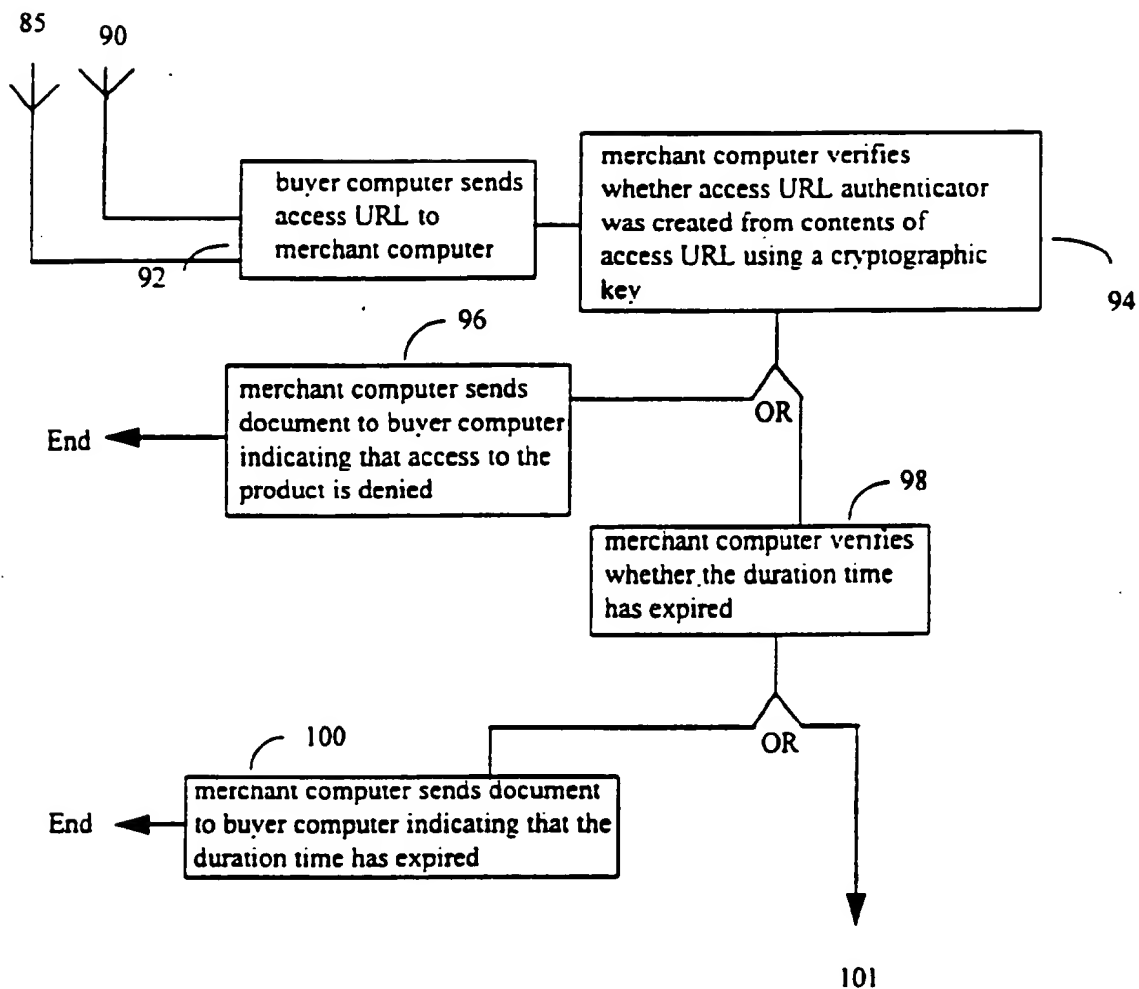 85
90
buyer computer sends
access URL to
merchant computer
92
merchant computer verifies
whether access URL authenticator
was created from contents of
access URL using a cryptographic
key
94
96
merchant computer sends
document to buyer computer
indicating that access to the
product is denied
End
OR
98
merchant computer verifies
whether the duration time
has expired
OR
100
merchant computer sends document
to buyer computer indicating that the
duration time has expired
End
101